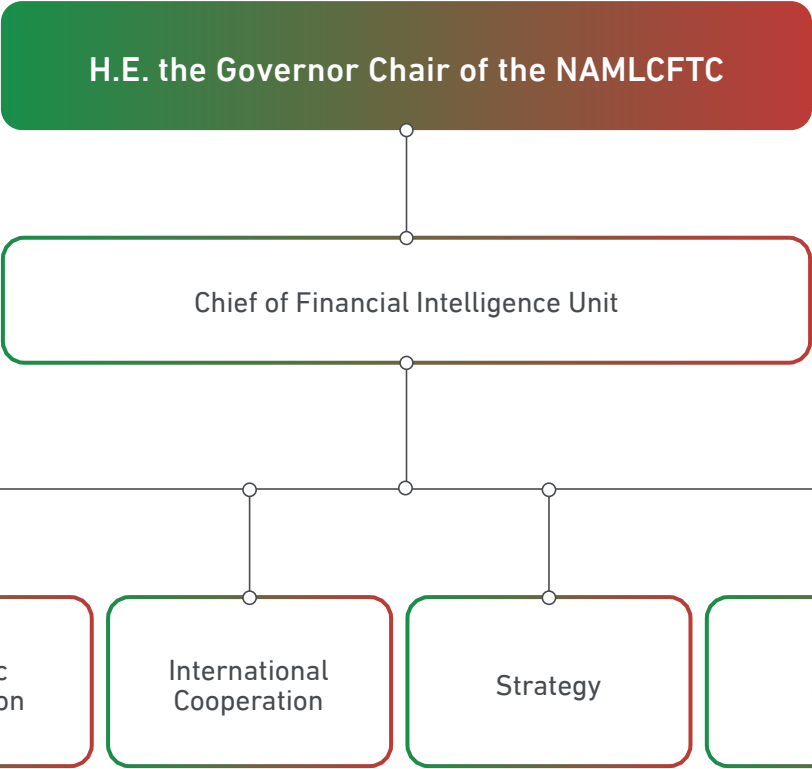 H.E. the Governor Chair of the NAMLCFTC
Chief of Financial Intelligence Unit
International
Cooperation
Strategy